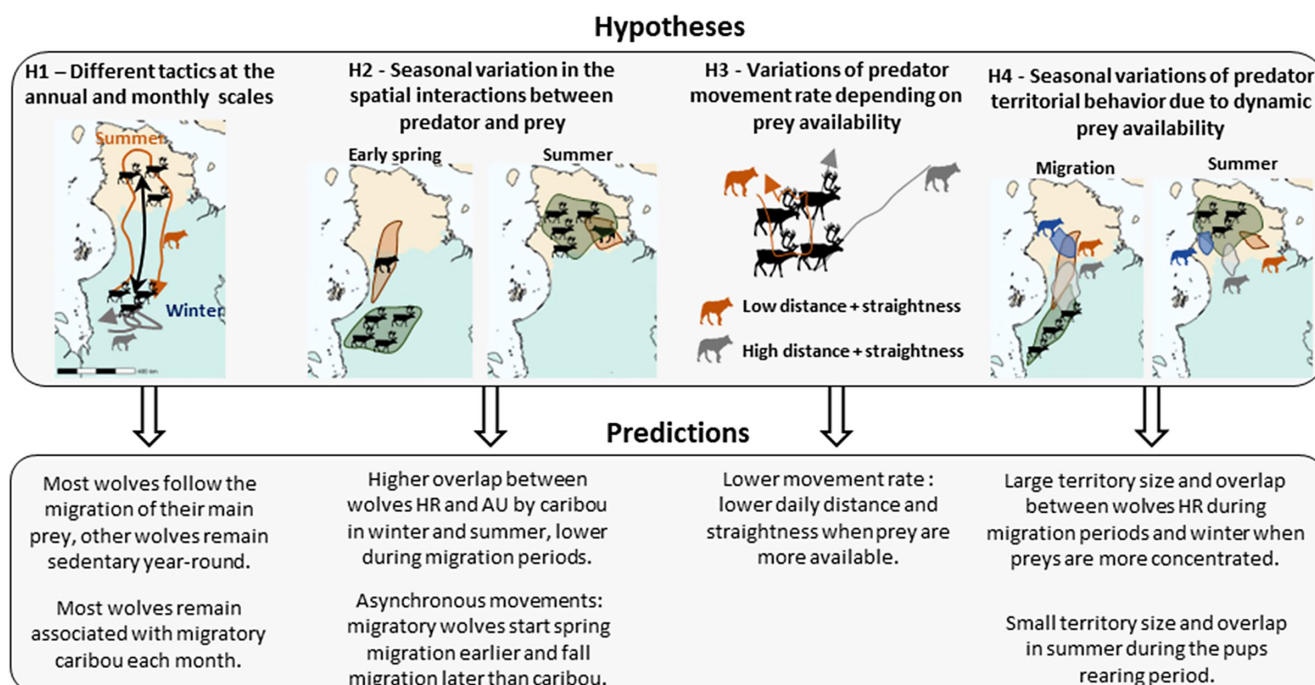 Hypotheses
H1 – Different tactics at the
annual and monthly scales
Summer
Winter
H2 - Seasonal variation in the
spatial interactions between
predator and prey
Early spring
Summer
H3 - Variations of predator
movement rate depending on
prey availability
Low distance + straightness
High distance + straightness
H4 - Seasonal variations of predator
territorial behavior due to dynamic
prey availability
Migration
Summer
Predictions
Most wolves follow the
migration of their main
prey, other wolves remain
sedentary year-round.
Most wolves remain
associated with migratory
caribou each month.
Higher overlap between
wolves HR and AU by caribou
in winter and summer, lower
during migration periods.
Asynchronous movements:
migratory wolves start spring
migration earlier and fall
migration later than caribou.
Lower movement rate :
lower daily distance and
straightness when prey are
more available.
Large territory size and overlap
between wolves HR during
migration periods and winter when
preys are more concentrated.
Small territory size and overlap
in summer during the pups
rearing period.